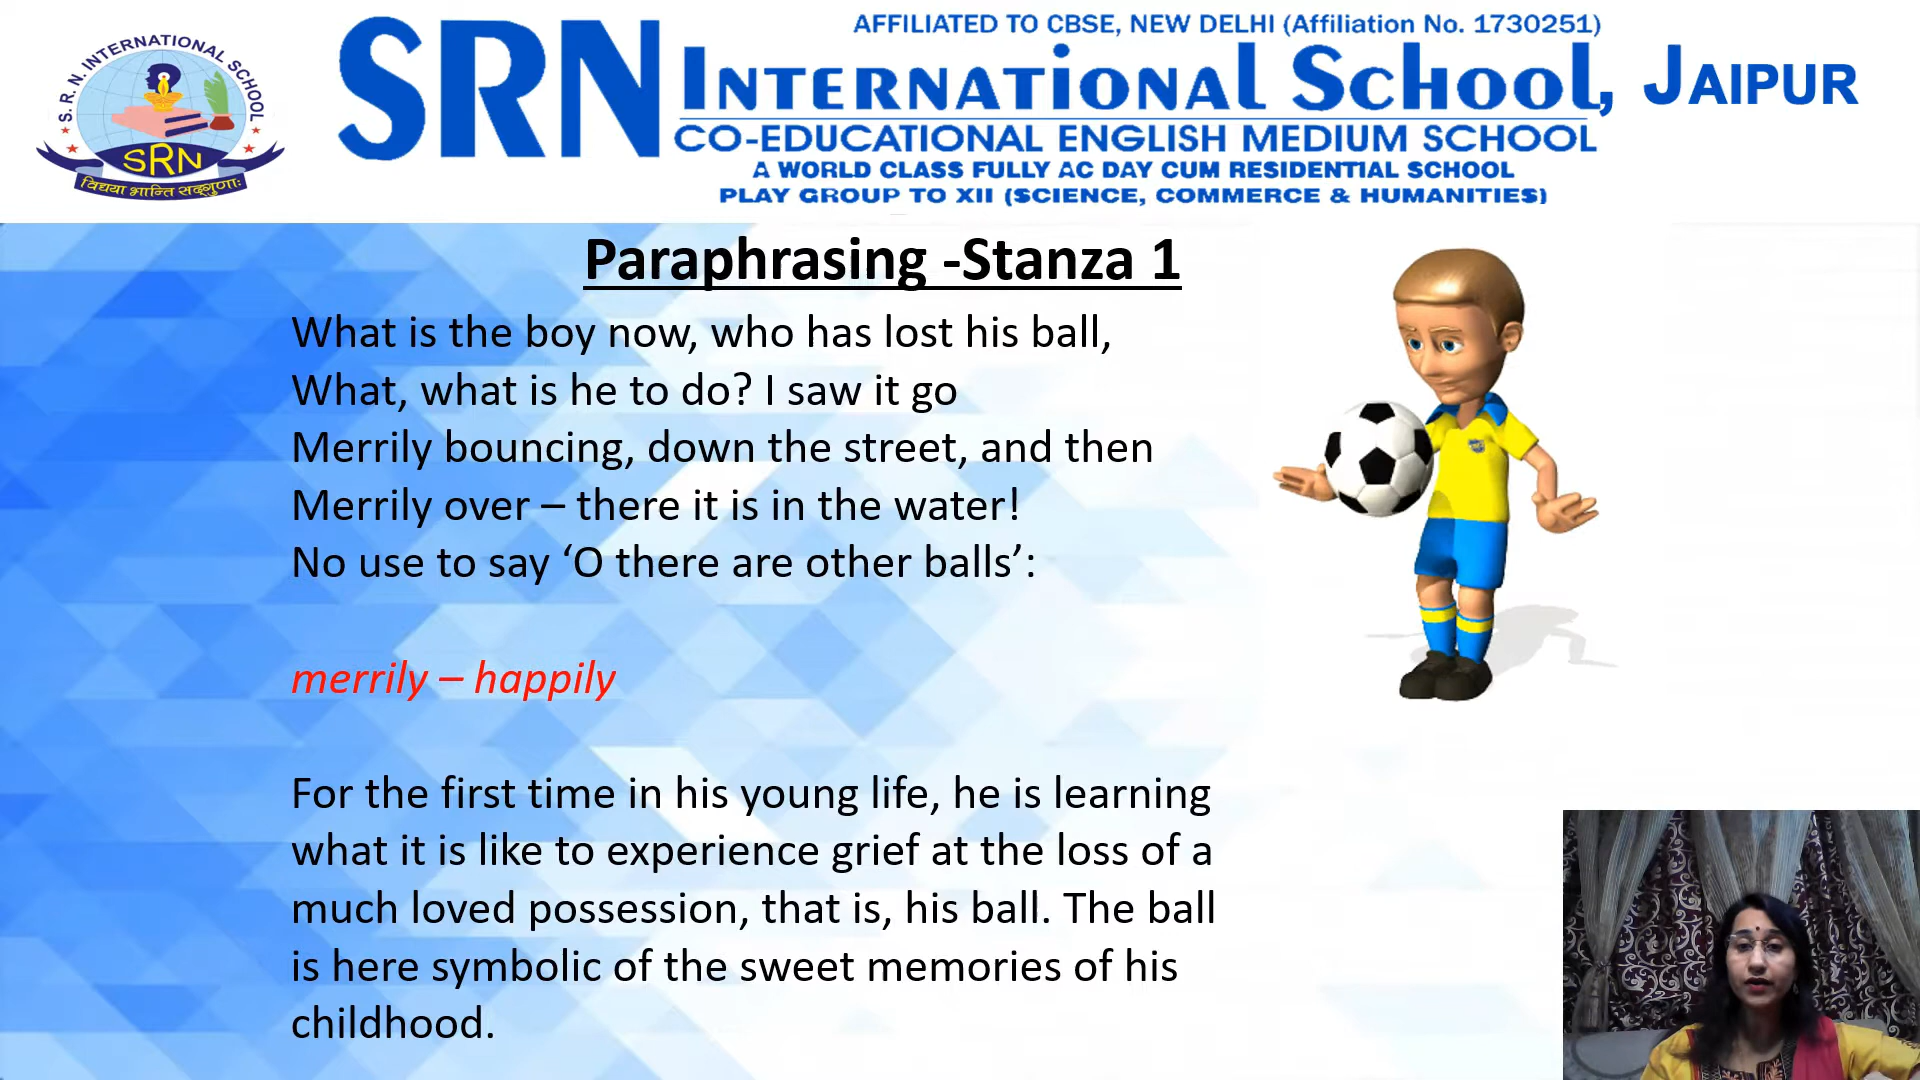 S. R. N. INTERNATIONAL SCHOOL
SRN
विद्यया भान्ति सद्गुणाः
AFFILIATED TO CBSE, NEW DELHI (Affiliation No. 1730251)
SRN INTERNATIONAL SCHOOL, JAIPUR
CO-EDUCATIONAL ENGLISH MEDIUM SCHOOL
A WORLD CLASS FULLY AC DAY CUM RESIDENTIAL SCHOOL
PLAY GROUP TO XII (SCIENCE, COMMERCE & HUMANITIES)
Paraphrasing -Stanza 1
What is the boy now, who has lost his ball,
What, what is he to do? I saw it go
Merrily bouncing, down the street, and then
Merrily over – there it is in the water!
No use to say ‘O there are other balls’:
merrily – happily
For the first time in his young life, he is learning
what it is like to experience grief at the loss of a
much loved possession, that is, his ball. The ball
is here symbolic of the sweet memories of his
childhood.